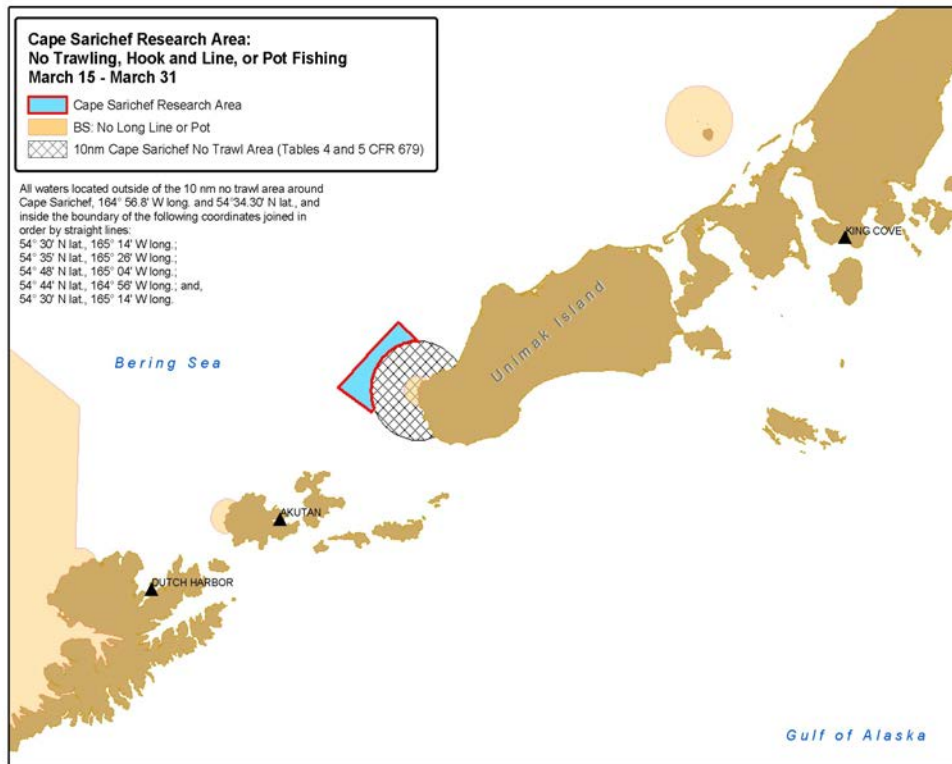 Cape Sarichef Research Area:
No Trawling, Hook and Line, or Pot Fishing
March 15 - March 31
Cape Sarichef Research Area
BS: No Long Line or Pot
10nm Cape Sarichef No Trawl Area (Tables 4 and 5 CFR 679)
All waters located outside of the 10 nm no trawl area around
Cape Sarichef, 164° 56.8' W long. and 54°34.30' N lat., and
inside the boundary of the following coordinates joined in
order by straight lines:
54° 30' N lat., 165° 14' W long.;
54° 35' N lat., 165° 26' W long.;
54° 48' N lat., 165° 04' W long.;
54° 44' N lat., 164° 56' W long.; and,
54° 30' N lat., 165° 14' W long.
KING COVE
Unimak Island
Bering Sea
AKUTAN
DUTCH HARBOR
Gulf of Alaska